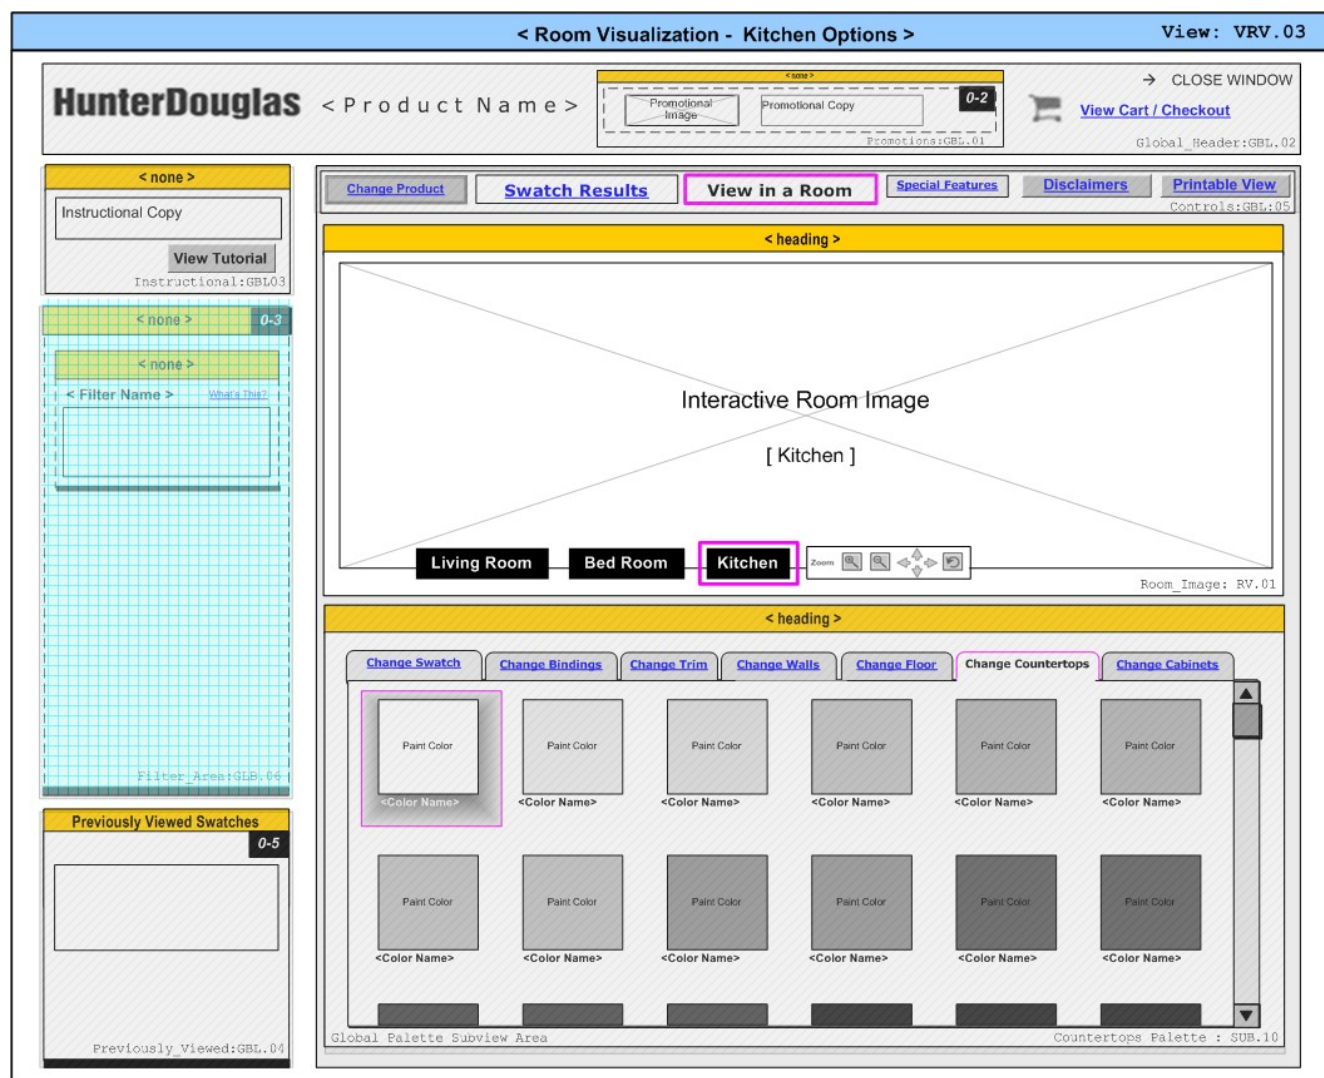 < Room Visualization - Kitchen Options >
View: VRV.03
HunterDouglas
< Product Name >
< none >
Promotional Image
Promotional Copy
0-2
Promotions:GBL.01
→ CLOSE WINDOW
View Cart / Checkout
Global_Header:GBL.02
< none >
Instructional Copy
View Tutorial
Instructional:GBL03
< none >
0-3
< none >
< Filter Name >
What's This?
Filter_Area:GLB.06
Previously Viewed Swatches
0-5
Previously_Viewed:GBL.04
Change Product
Swatch Results
View in a Room
Special Features
Disclaimers
Printable View
Controls:GBL:05
< heading >
Interactive Room Image
[ Kitchen ]
Living Room
Bed Room
Kitchen
Zoom
Room_Image: RV.01
< heading >
Change Swatch
Change Bindings
Change Trim
Change Walls
Change Floor
Change Countertops
Change Cabinets
Paint Color
Paint Color
Paint Color
Paint Color
Paint Color
Paint Color
<Color Name>
<Color Name>
<Color Name>
<Color Name>
<Color Name>
<Color Name>
Paint Color
Paint Color
Paint Color
Paint Color
Paint Color
Paint Color
<Color Name>
<Color Name>
<Color Name>
<Color Name>
<Color Name>
<Color Name>
Global Palette Subview Area
Countertops Palette : SUB.10